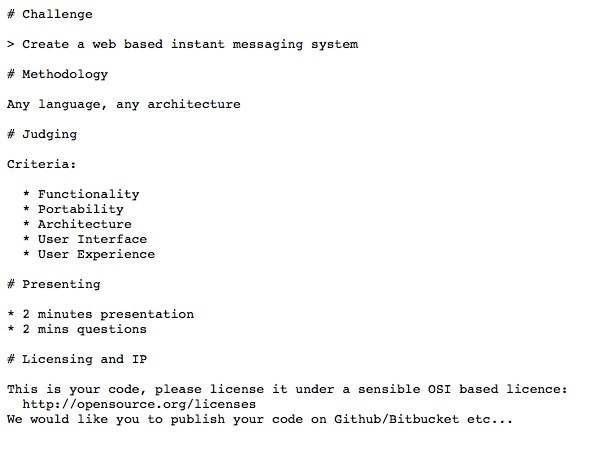 # Challenge
> Create a web based instant messaging system
# Methodology
Any language, any architecture
# Judging
Criteria:
* Functionality
* Portability
* Architecture
* User Interface
* User Experience
# Presenting
* 2 minutes presentation
* 2 mins questions
# Licensing and IP
This is your code, please license it under a sensible OSI based licence:
http://opensource.org/licenses
We would like you to publish your code on Github/Bitbucket etc...